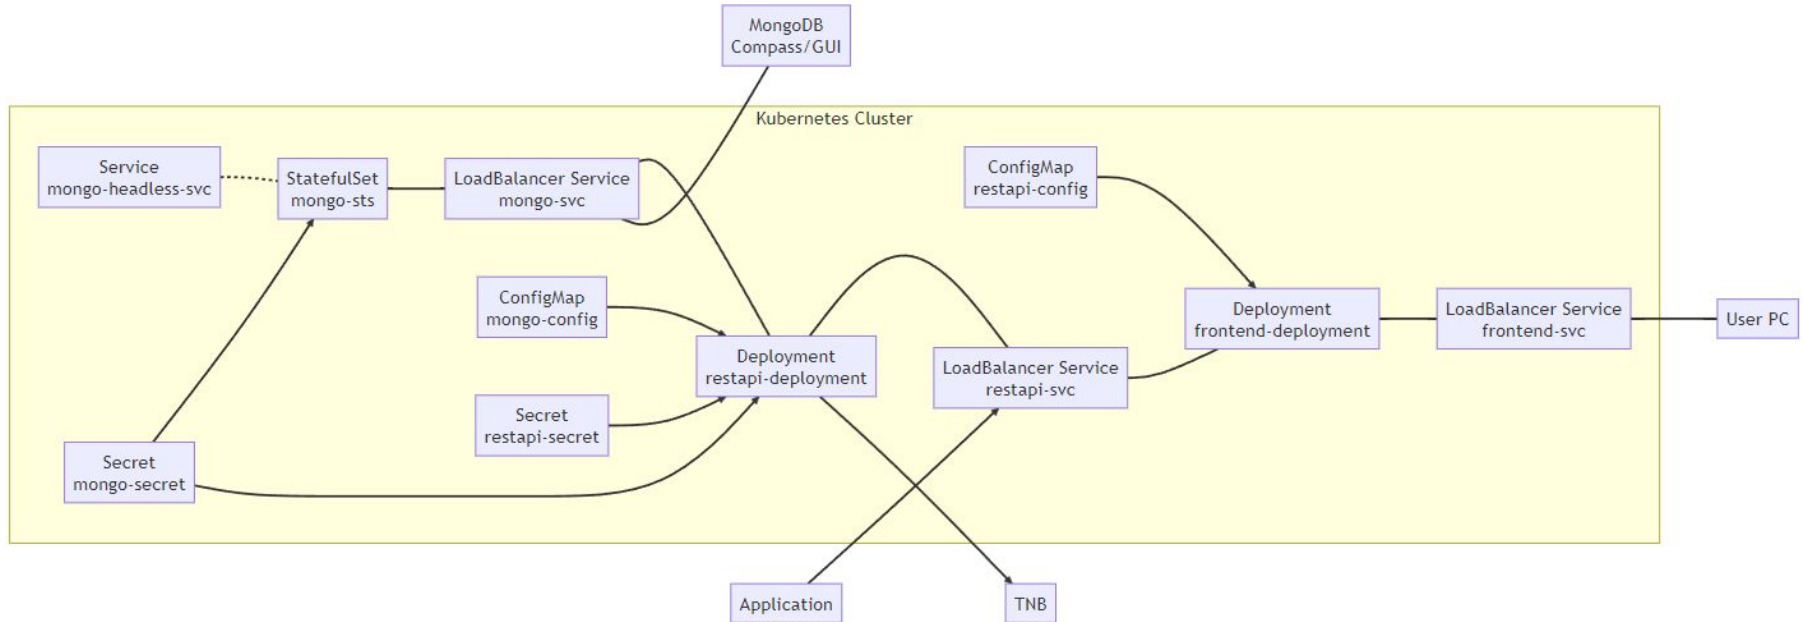 MongoDB
Compass/GUI
Kubernetes Cluster
Service
mongo-headless-svc
StatefulSet
mongo-sts
LoadBalancer Service
mongo-svc
ConfigMap
restapi-config
ConfigMap
mongo-config
Deployment
frontend-deployment
LoadBalancer Service
frontend-svc
User PC
Deployment
restapi-deployment
LoadBalancer Service
restapi-svc
Secret
restapi-secret
Secret
mongo-secret
Application
TNB